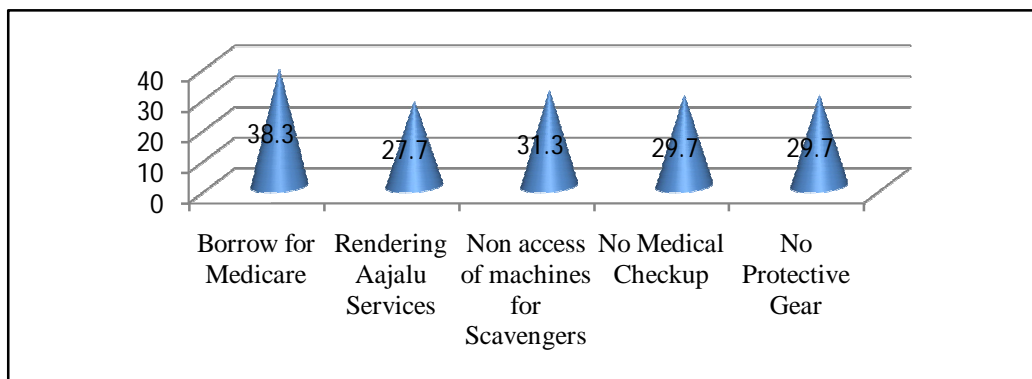 40
30
20
10
0
38.3
27.7
31.3
29.7
29.7
Borrow for
Medicare
Rendering
Aajalu
Services
Non access
of machines
for
Scavengers
No Medical
Checkup
No
Protective
Gear